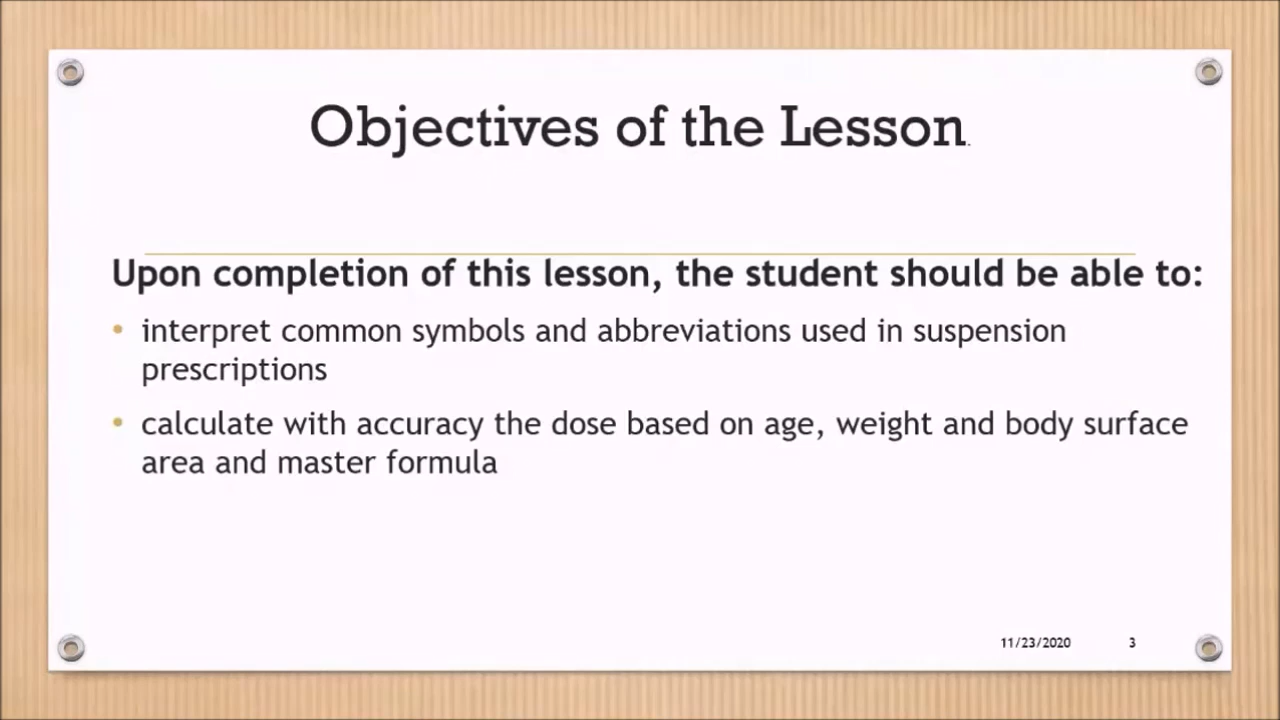 Objectives of the Lesson.
Upon completion of this lesson, the student should be able to:
• interpret common symbols and abbreviations used in suspension
prescriptions
• calculate with accuracy the dose based on age, weight and body surface
area and master formula
11/23/2020 3